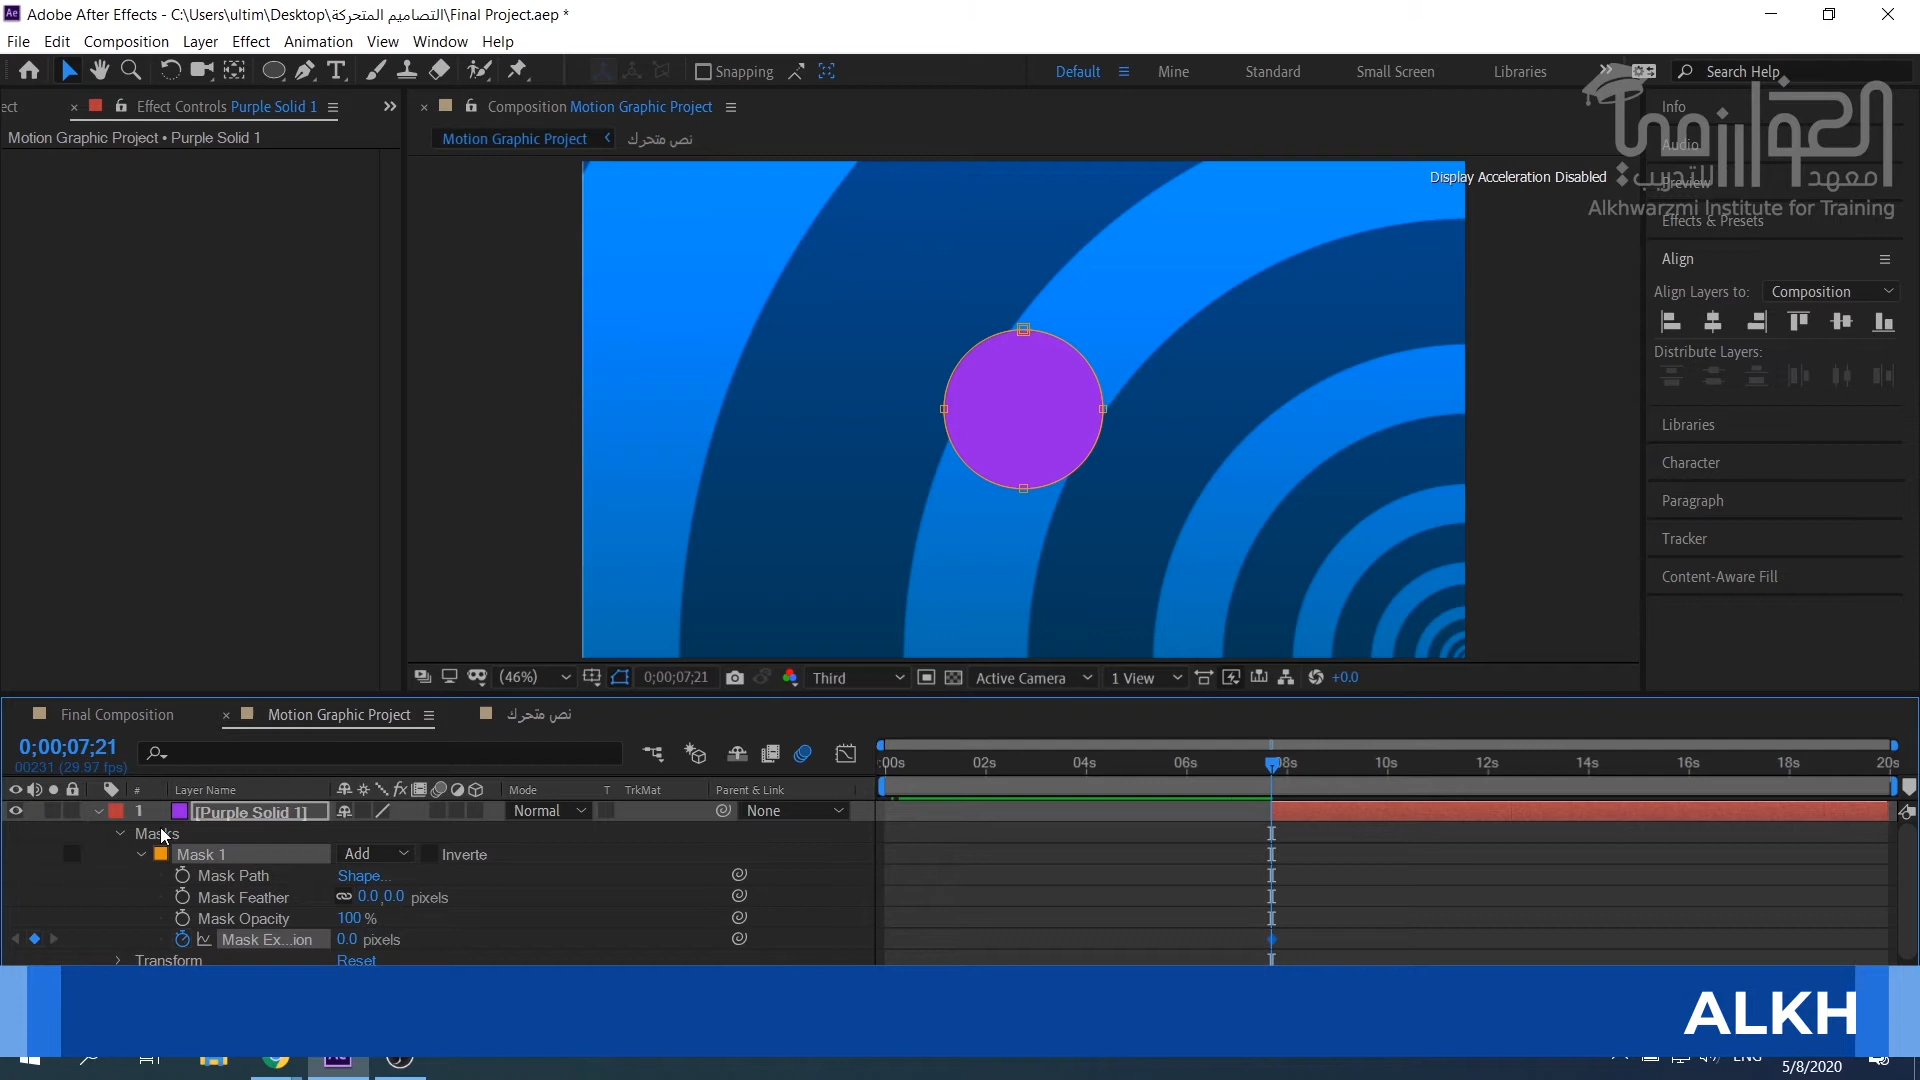 Adobe After Effects - C:\Users\ultim\Desktop\التصاميم المتحركة\Final Project.aep *
File Edit Composition Layer Effect Animation View Window Help
Snapping Default Mine Standard Small Screen Libraries Search Help
ect Effect Controls Purple Solid 1
Composition Motion Graphic Project
Motion Graphic Project • Purple Solid 1
Motion Graphic Project نص متحرك
Display Acceleration Disabled
الخوارزمي
معهد للتدريب
Alkhwarzmi Institute for Training
Info
Audio
Preview
Effects & Presets
Align
Align Layers to: Composition
Distribute Layers:
Libraries
Character
Paragraph
Tracker
Content-Aware Fill
(46%) 0;00;07;21 Third Active Camera 1 View +0.0
Final Composition Motion Graphic Project نص متحرك
0;00;07;21
00231 (29.97 fps)
:00s 02s 04s 06s 08s 10s 12s 14s 16s 18s 20s
# Layer Name fx Mode T TrkMat Parent & Link
1 [Purple Solid 1] Normal None
Masks
Mask 1 Add Inverte
Mask Path Shape...
Mask Feather 0.0,0.0 pixels
Mask Opacity 100 %
Mask Ex...ion 0.0 pixels
Transform Reset
ALKH
ENG
5/8/2020